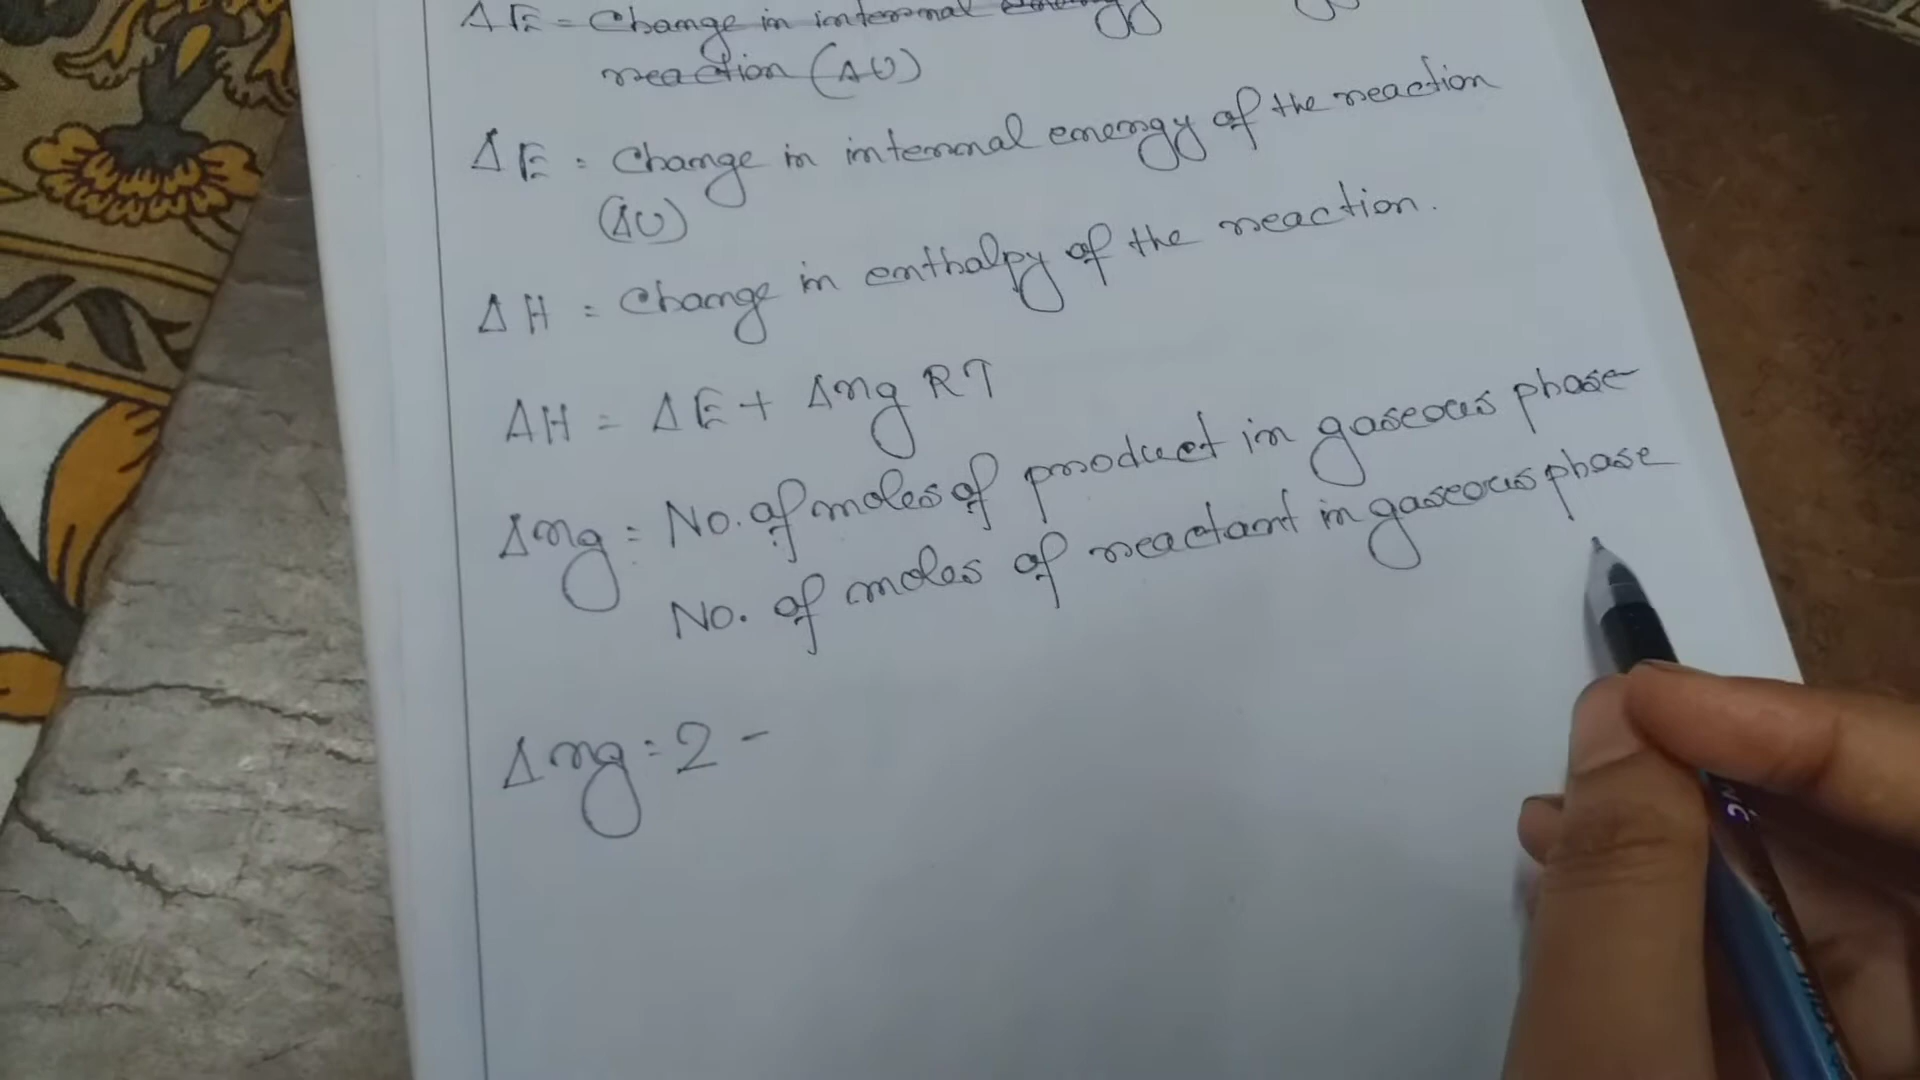 ΔE = Change in internal energy
reaction (ΔU)
ΔE = Change in internal energy of the reaction
(ΔU)
ΔH = Change in enthalpy of the reaction.
ΔH = ΔE + Δng RT
Δng = No. of moles of product in gaseous phase -
No. of moles of reactant in gaseous phase
Δng = 2 -